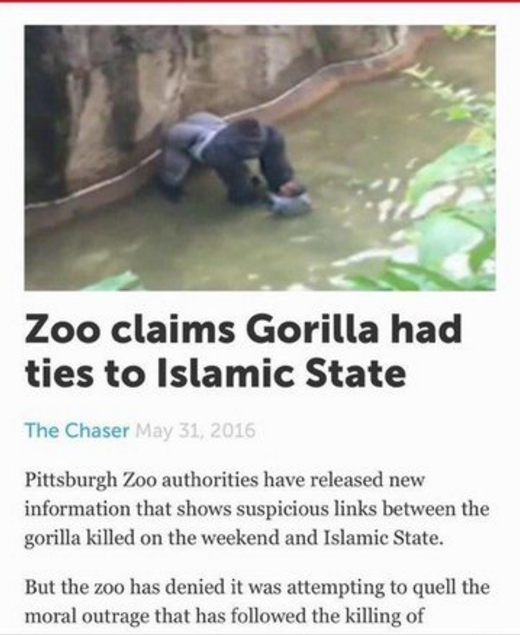 Zoo claims Gorilla had
ties to Islamic State
The Chaser May 31, 2016
Pittsburgh Zoo authorities have released new
information that shows suspicious links between the
gorilla killed on the weekend and Islamic State.
But the zoo has denied it was attempting to quell the
moral outrage that has followed the killing of